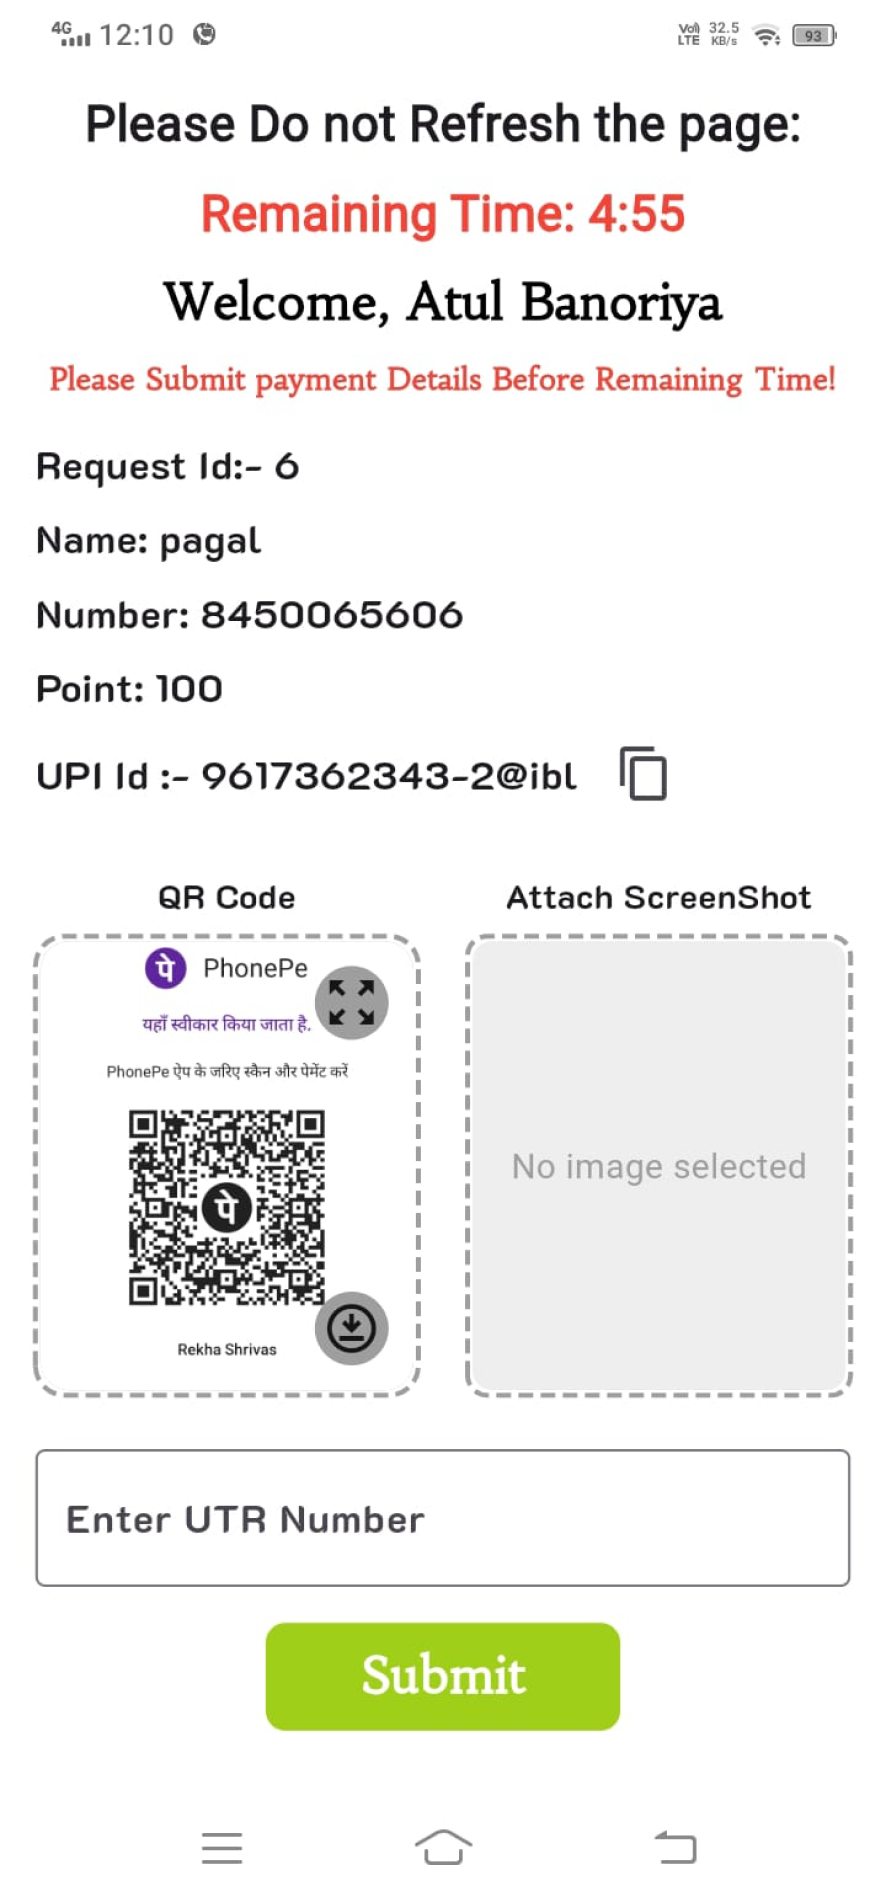 4G 12:10 Vo) LTE 32.5 KB/s 93
Please Do not Refresh the page:
Remaining Time: 4:55
Welcome, Atul Banoriya
Please Submit payment Details Before Remaining Time!
Request Id:- 6
Name: pagal
Number: 8450065606
Point: 100
UPI Id :- 9617362343-2@ibl
QR Code
Attach ScreenShot
पे PhonePe
यहाँ स्वीकार किया जाता है.
PhonePe ऐप के जरिए स्कैन और पेमेंट करें
पे
Rekha Shrivas
No image selected
Enter UTR Number
Submit